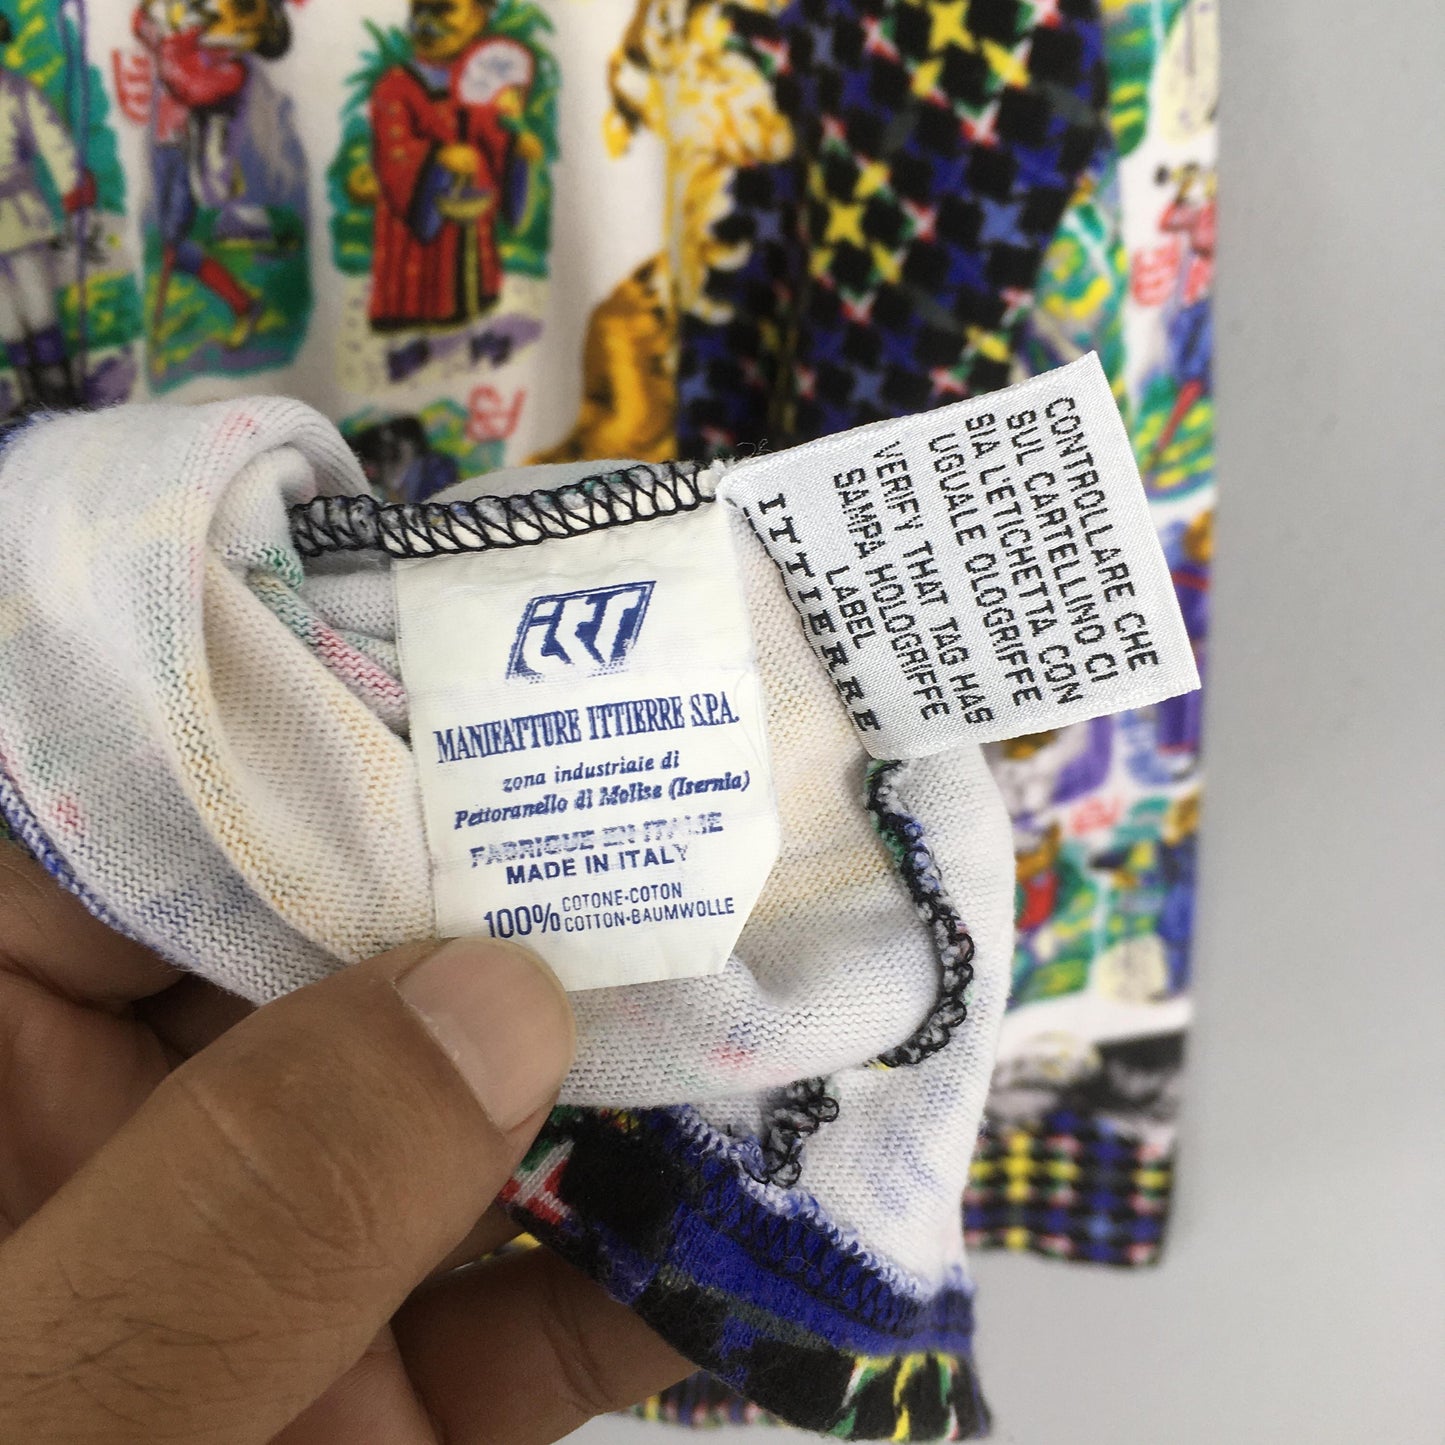 itr
MANIFATTURE ITTIERRE S.P.A.
zona industriale di
Pettoranello di Molise (Isernia)
FABRIQUE EN ITALIE
MADE IN ITALY
100% COTONE-COTON
COTTON-BAUMWOLLE
CONTROLLARE CHE
SUL CARTELLINO CI
SIA L'ETICHETTA CON
UGUALE OLOGRIFFE
VERIFY THAT TAG HAS
SAMPA HOLOGRIFFE
LABEL
ITTIERRE